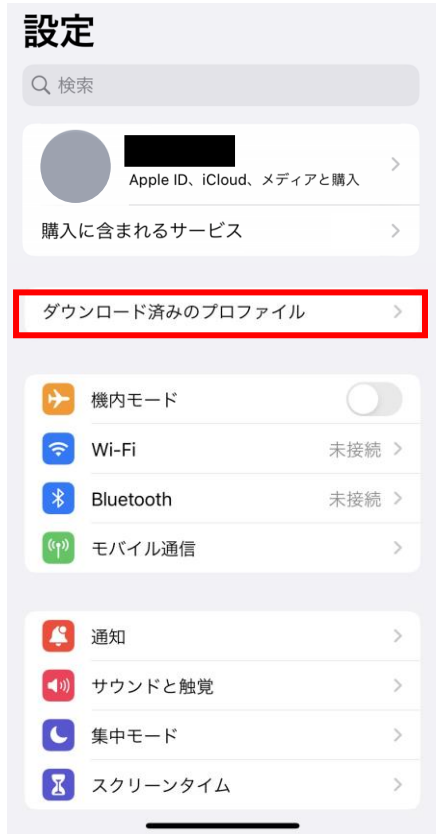 設定
検索
Apple ID、iCloud、メディアと購入
購入に含まれるサービス
ダウンロード済みのプロファイル
機内モード
Wi-Fi 未接続
Bluetooth 未接続
モバイル通信
通知
サウンドと触覚
集中モード
スクリーンタイム